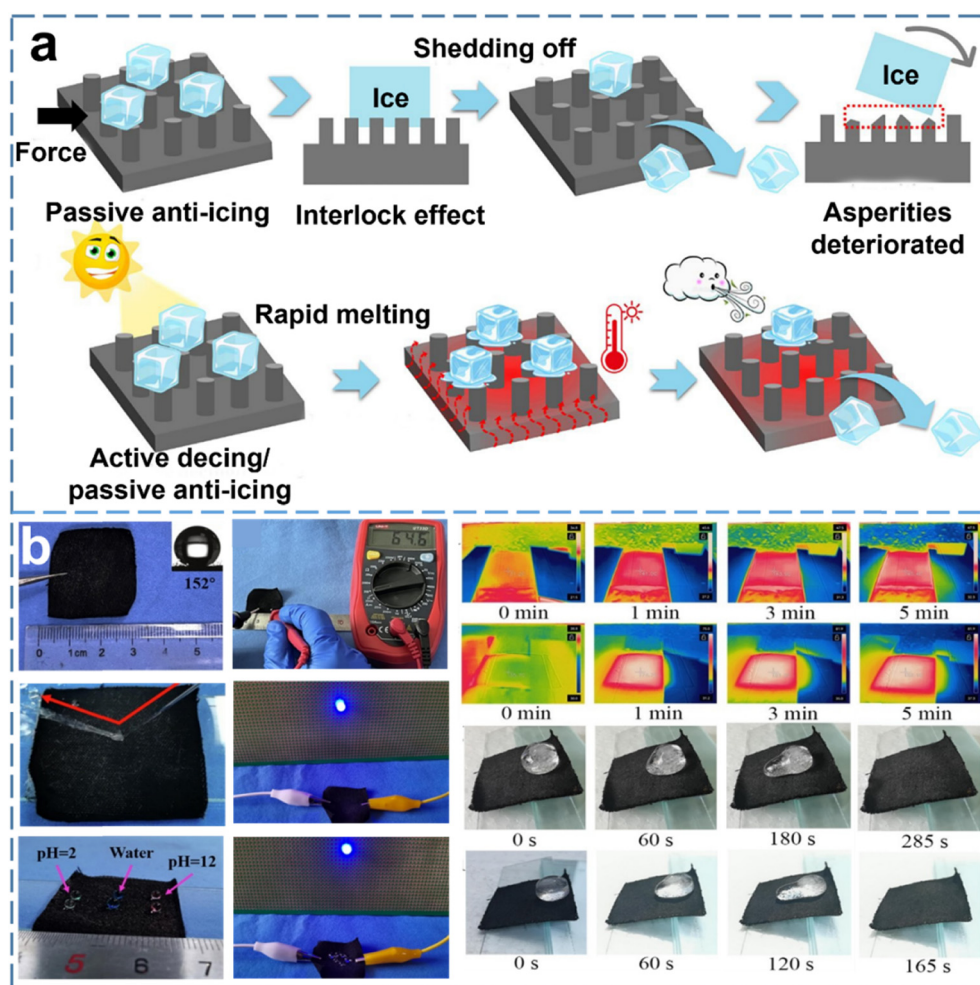 a
Shedding off
Ice
Ice
Force
Passive anti-icing
Interlock effect
Asperities
deteriorated
Rapid melting
Active decing/
passive anti-icing
b
152°
0 1cm 2 3 4 5
64.6
0 min
1 min
3 min
5 min
0 min
1 min
3 min
5 min
0 s
60 s
180 s
285 s
pH=2
Water
pH=12
5 6 7
0 s
60 s
120 s
165 s